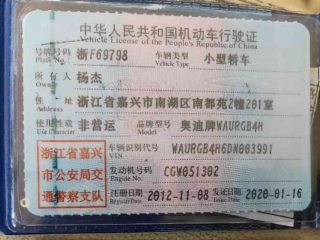 中华人民共和国机动车行驶证
Vehicle License of the People's Republic of China
号牌号码 Plate No. 浙F69798 车辆类型 Vehicle Type 小型轿车
所有人 Owner 杨杰
住址 浙江省嘉兴市南湖区南都苑2幢201室
使用性质 Use Character 非营运 品牌型号 奥迪牌WAURGB4H
浙江省嘉兴市公安局交通警察支队
车辆识别代号 VIN WAURGB4H6DN003991
发动机号码 Engine No. CGW051302
注册日期 Register Date 2012-11-08 发证日期 Issue Date 2020-01-16